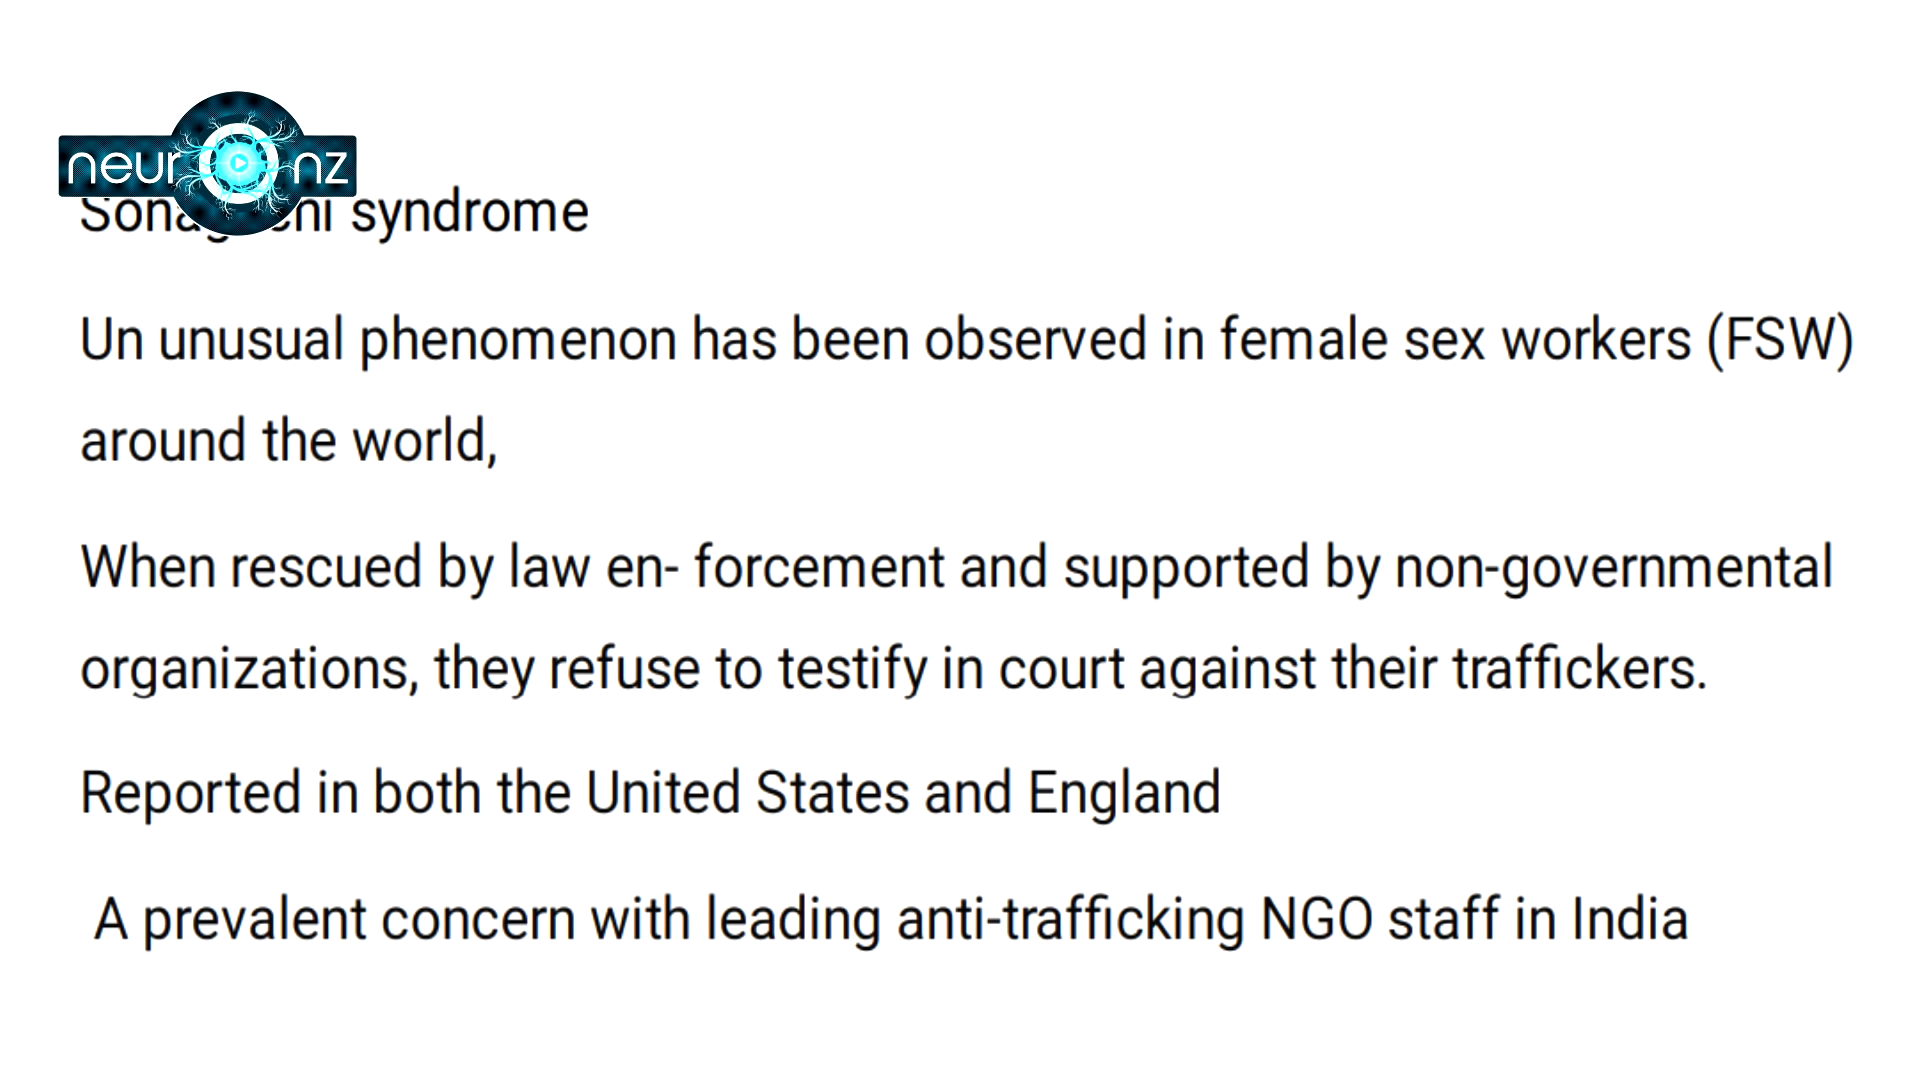 neuronz
syndrome
Un unusual phenomenon has been observed in female sex workers (FSW)
around the world,
When rescued by law en- forcement and supported by non-governmental
organizations, they refuse to testify in court against their traffickers.
Reported in both the United States and England
A prevalent concern with leading anti-trafficking NGO staff in India